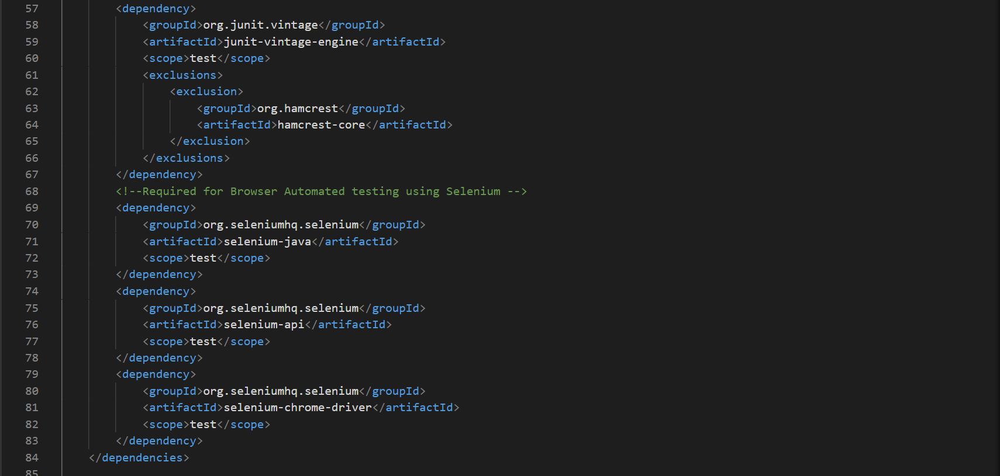 57 <dependency>
58 <groupId>org.junit.vintage</groupId>
59 <artifactId>junit-vintage-engine</artifactId>
60 <scope>test</scope>
61 <exclusions>
62 <exclusion>
63 <groupId>org.hamcrest</groupId>
64 <artifactId>hamcrest-core</artifactId>
65 </exclusion>
66 </exclusions>
67 </dependency>
68 <!--Required for Browser Automated testing using Selenium -->
69 <dependency>
70 <groupId>org.seleniumhq.selenium</groupId>
71 <artifactId>selenium-java</artifactId>
72 <scope>test</scope>
73 </dependency>
74 <dependency>
75 <groupId>org.seleniumhq.selenium</groupId>
76 <artifactId>selenium-api</artifactId>
77 <scope>test</scope>
78 </dependency>
79 <dependency>
80 <groupId>org.seleniumhq.selenium</groupId>
81 <artifactId>selenium-chrome-driver</artifactId>
82 <scope>test</scope>
83 </dependency>
84 </dependencies>
85